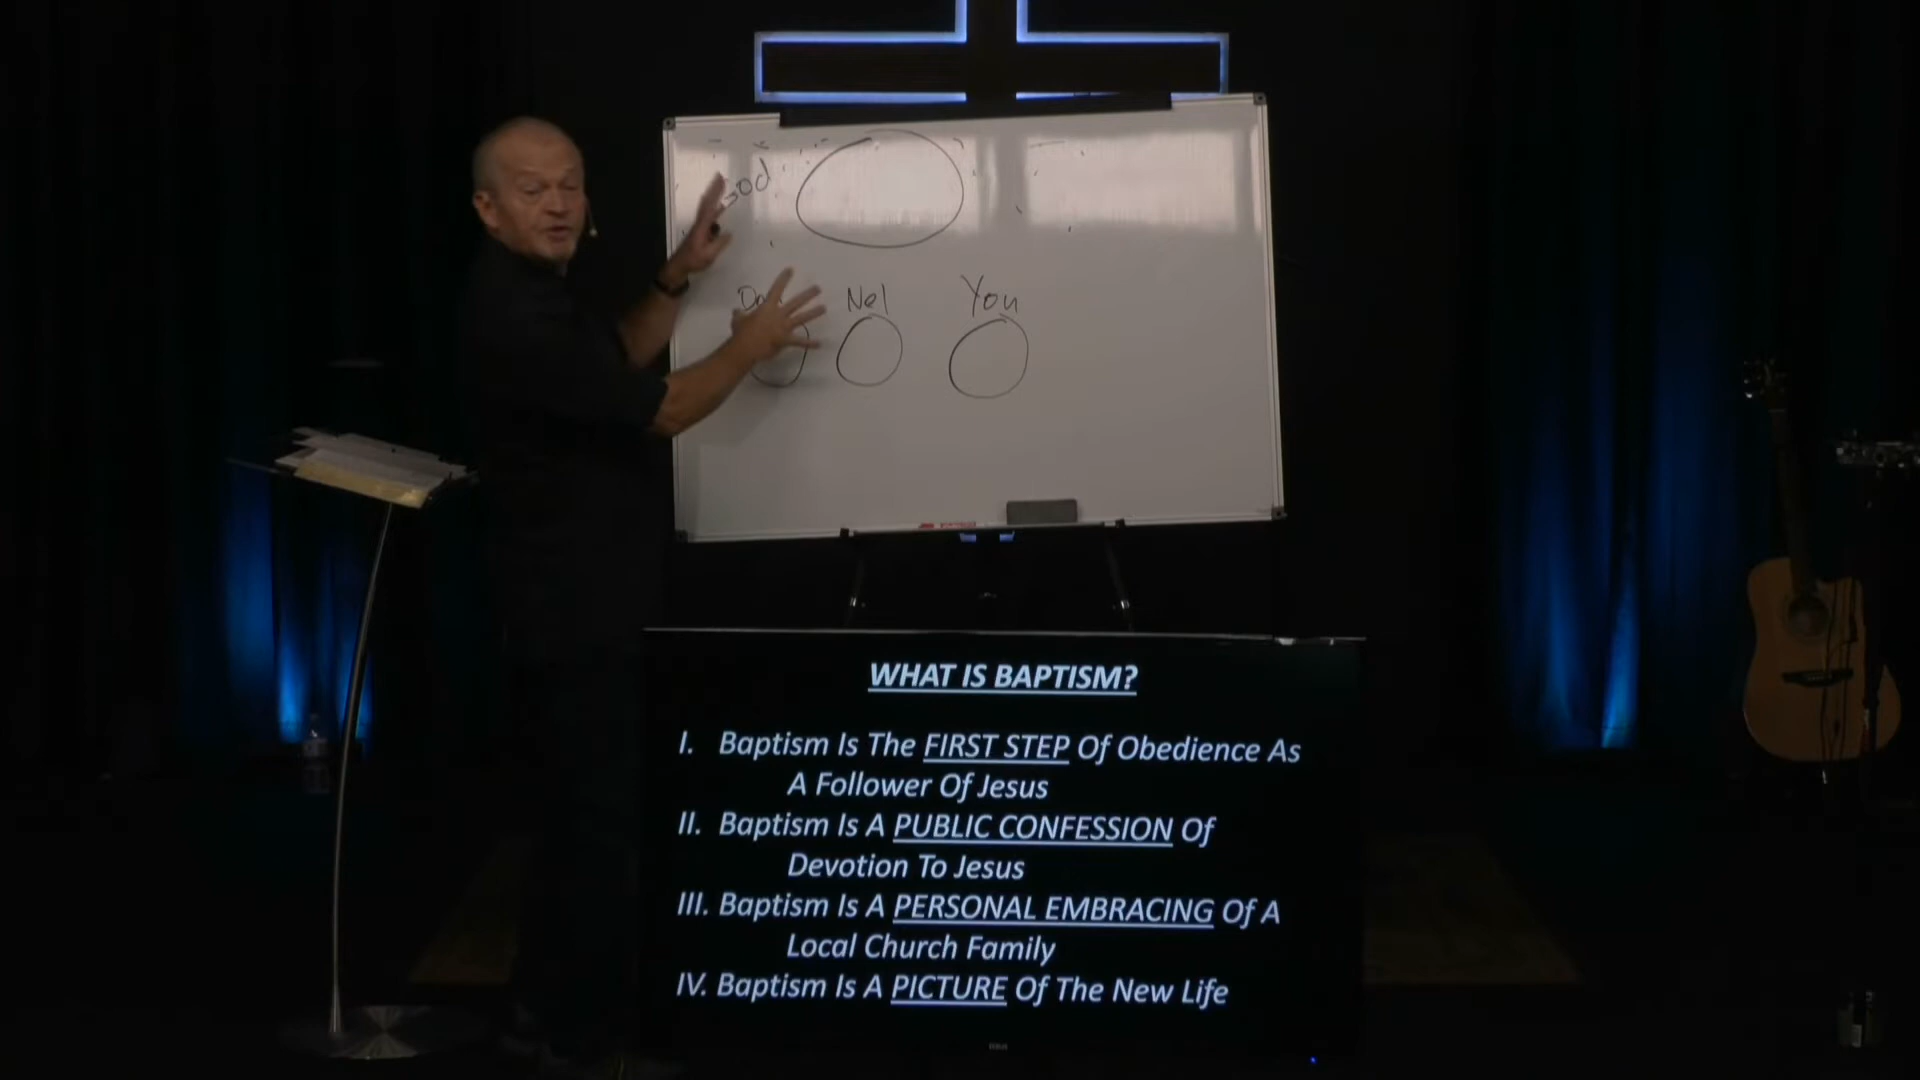 God
Nel You
WHAT IS BAPTISM?
I. Baptism Is The FIRST STEP Of Obedience As
A Follower Of Jesus
II. Baptism Is A PUBLIC CONFESSION Of
Devotion To Jesus
III. Baptism Is A PERSONAL EMBRACING Of A
Local Church Family
IV. Baptism Is A PICTURE Of The New Life